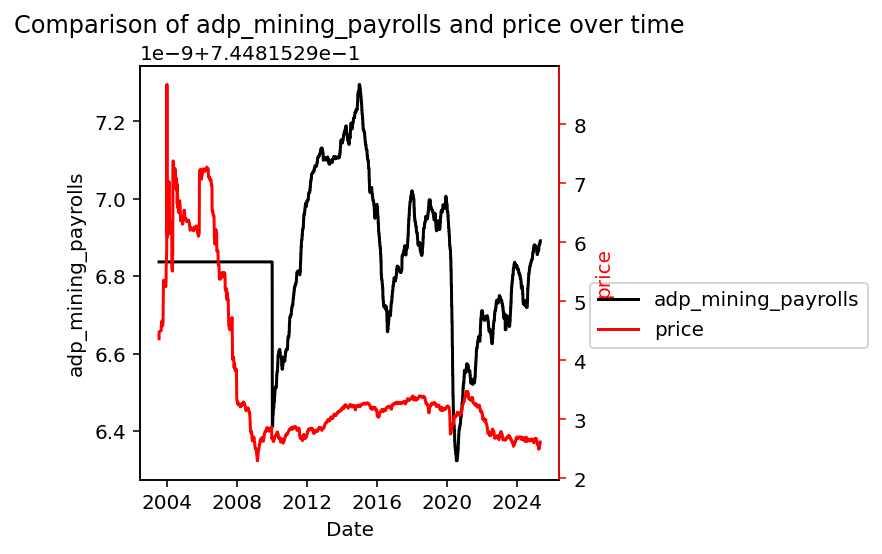 Comparison of adp_mining_payrolls and price over time
1e−9+7.4481529e−1
7.2
7.0
6.8
6.6
6.4
adp_mining_payrolls
8
7
6
5
4
3
2
price
adp_mining_payrolls
price
2004 2008 2012 2016 2020 2024
Date